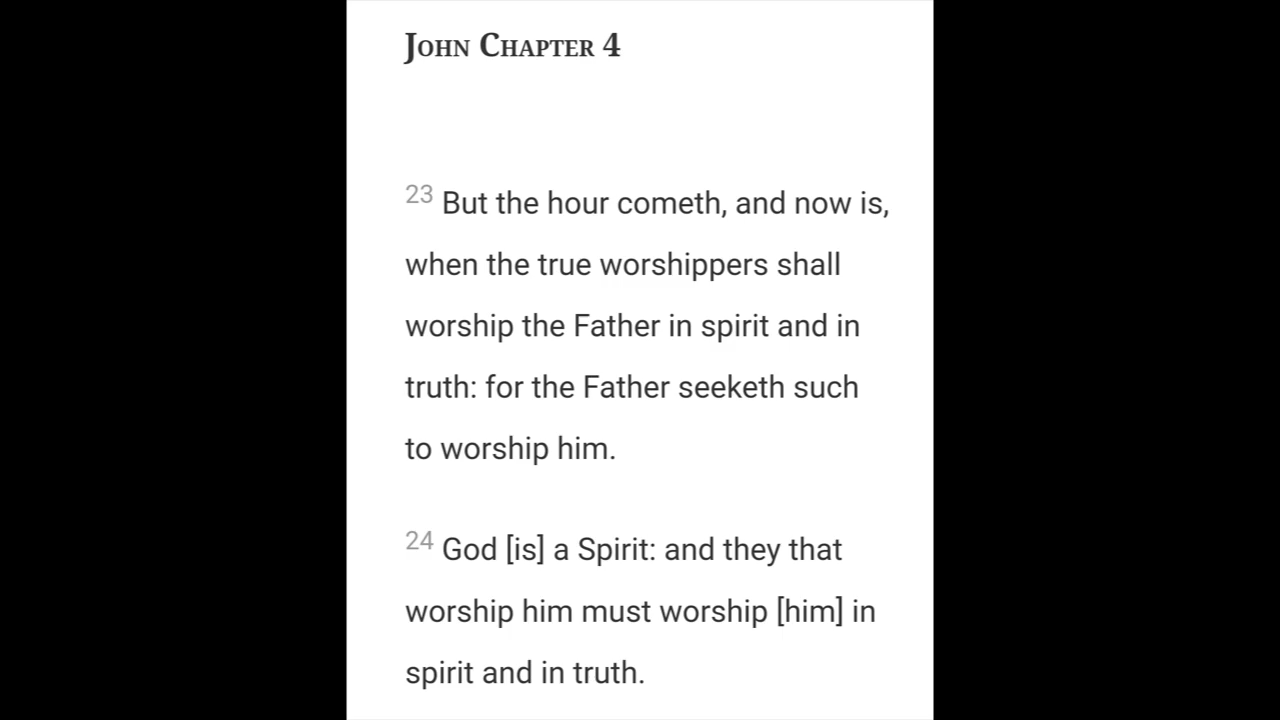 John Chapter 4
23 But the hour cometh, and now is,
when the true worshippers shall
worship the Father in spirit and in
truth: for the Father seeketh such
to worship him.
24 God [is] a Spirit: and they that
worship him must worship [him] in
spirit and in truth.